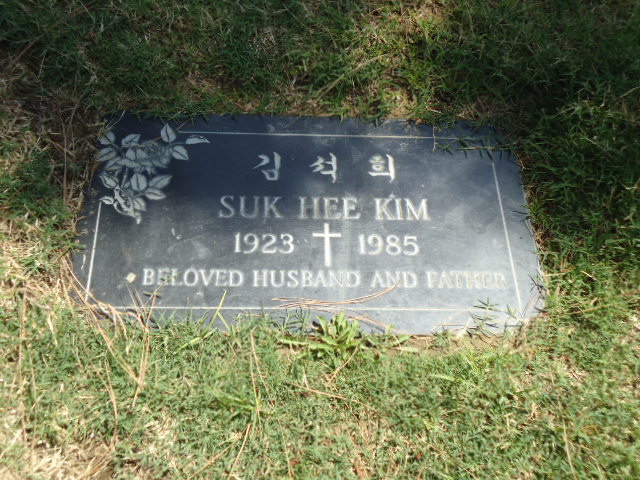 김 석 희
SUK HEE KIM
1923 1985
BELOVED HUSBAND AND FATHER